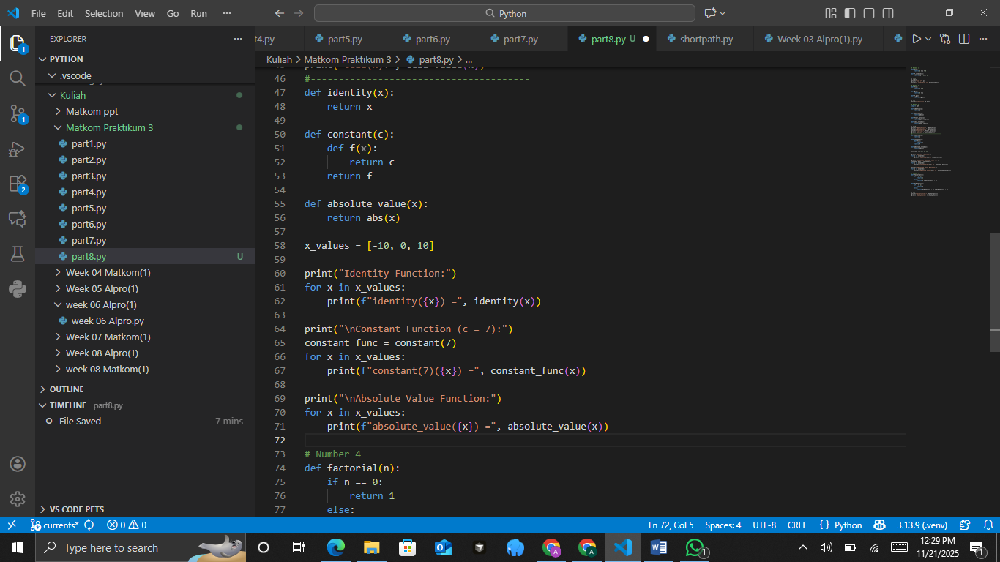 File Edit Selection View Go Run ··· Python
EXPLORER ···
PYTHON
.vscode
Kuliah
Matkom ppt
Matkom Praktikum 3
part1.py
part2.py
part3.py
part4.py
part5.py
part6.py
part7.py
part8.py U
Week 04 Matkom(1)
Week 05 Alpro(1)
week 06 Alpro(1)
week 06 Alpro.py
Week 07 Matkom(1)
Week 08 Alpro(1)
week 08 Matkom(1)
OUTLINE
TIMELINE part8.py
File Saved 7 mins
VS CODE PETS
1
1
2
t4.py part5.py part6.py part7.py part8.py U shortpath.py Week 03 Alpro(1).py ···
Kuliah > Matkom Praktikum 3 > part8.py > ...
46 #---------------------------------------
47 def identity(x):
48 return x
49
50 def constant(c):
51 def f(x):
52 return c
53 return f
54
55 def absolute_value(x):
56 return abs(x)
57
58 x_values = [-10, 0, 10]
59
60 print("Identity Function:")
61 for x in x_values:
62 print(f"identity({x}) =", identity(x))
63
64 print("\nConstant Function (c = 7):")
65 constant_func = constant(7)
66 for x in x_values:
67 print(f"constant(7)({x}) =", constant_func(x))
68
69 print("\nAbsolute Value Function:")
70 for x in x_values:
71 print(f"absolute_value({x}) =", absolute_value(x))
72
73 # Number 4
74 def factorial(n):
75 if n == 0:
76 return 1
77 else:
currents* 0 0 Ln 72, Col 5 Spaces: 4 UTF-8 CRLF { } Python 3.13.9 (.venv)
Type here to search
A
A
1
12:29 PM
11/21/2025
1